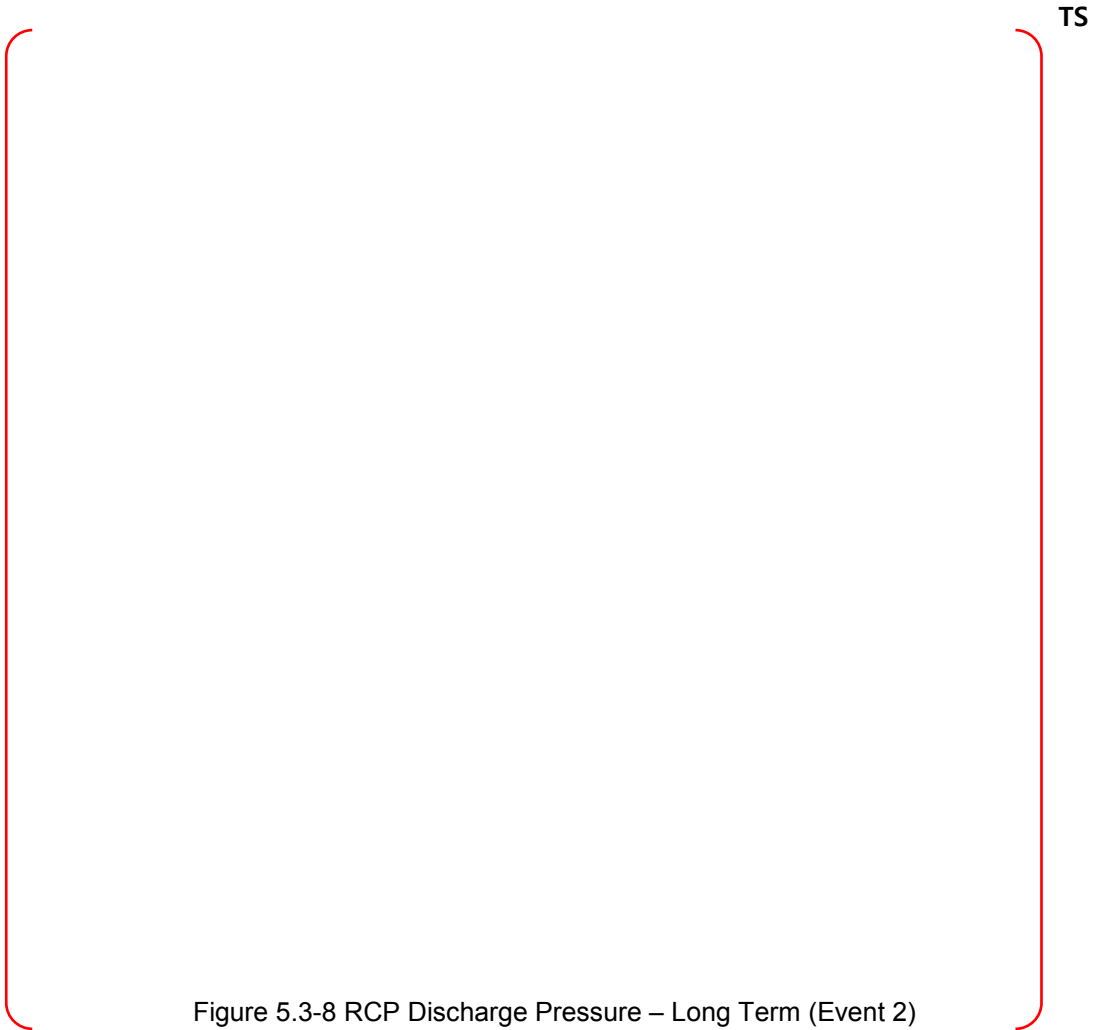 TS
Figure 5.3-8 RCP Discharge Pressure – Long Term (Event 2)